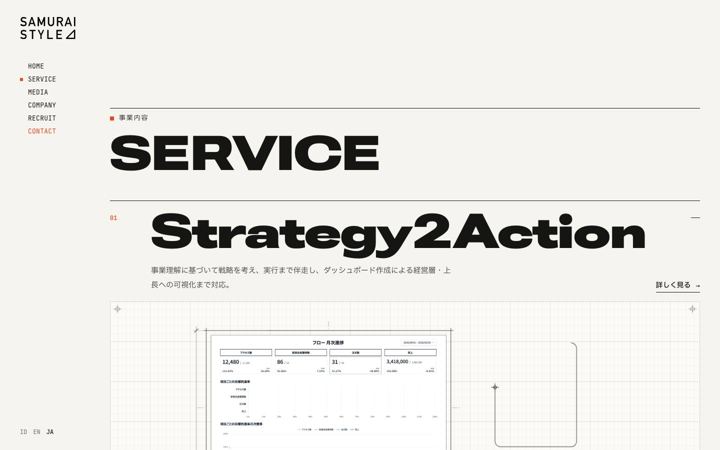 SAMURAI
STYLE
HOME
SERVICE
MEDIA
COMPANY
RECRUIT
CONTACT
事業内容
SERVICE
01
Strategy2Action
事業理解に基づいて戦略を考え、実行まで伴走し、ダッシュボード作成による経営層・上
長への可視化まで対応。
詳しく見る →
フロー 月次進捗
12,480
86
31
3,418,000
ID EN JA